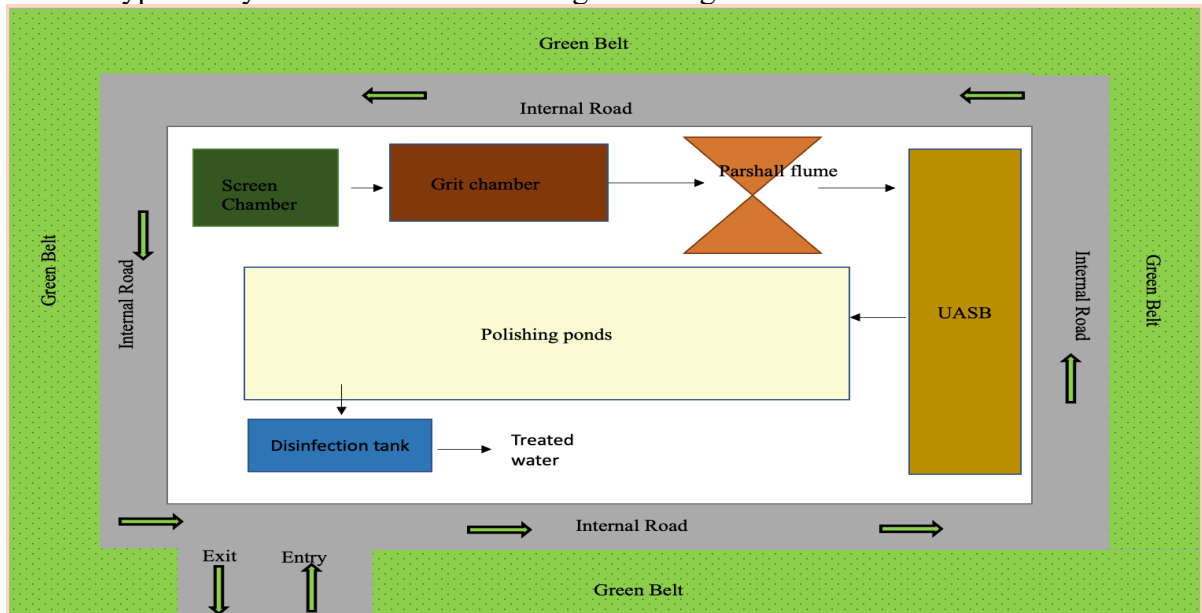 Green Belt
Internal Road
Screen
Chamber
Grit chamber
Parshall flume
Green Belt
Internal Road
UASB
Internal Road
Green Belt
Polishing ponds
Disinfection tank
Treated
water
Internal Road
Exit
Entry
Green Belt